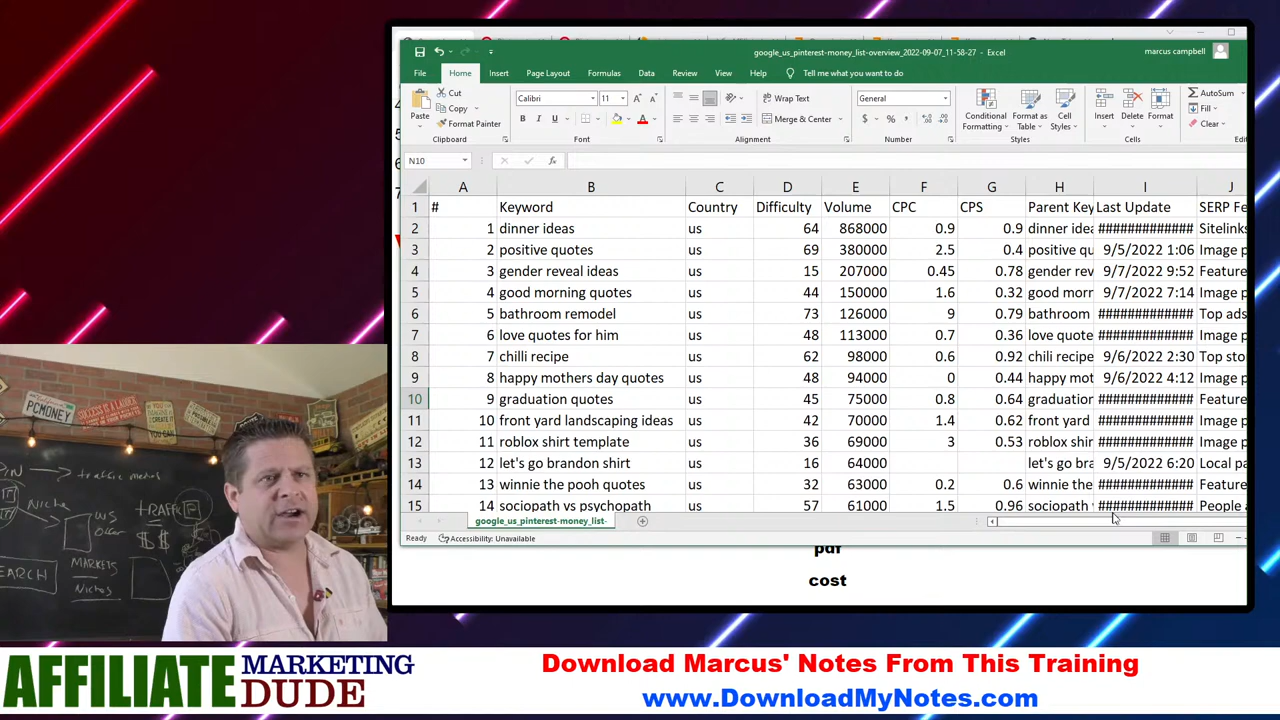 google_us_pinterest-money_list-overview_2022-09-07_11-58-27 - Excel
marcus campbell
File Home Insert Page Layout Formulas Data Review View Help Tell me what you want to do
Paste
Cut
Copy
Format Painter
Clipboard
Calibri 11
B I U
Font
Wrap Text
Merge & Center
Alignment
General
$ % ,
Number
Conditional Formatting
Format as Table
Cell Styles
Styles
Insert Delete Format
Cells
AutoSum
Fill
Clear
N10
fx
A B C D E F G H I J
1 # Keyword Country Difficulty Volume CPC CPS Parent Key Last Update SERP Fe
2 1 dinner ideas us 64 868000 0.9 0.9 dinner idea ############# Sitelinks
3 2 positive quotes us 69 380000 2.5 0.4 positive qu 9/5/2022 1:06 Image p
4 3 gender reveal ideas us 15 207000 0.45 0.78 gender rev 9/7/2022 9:52 Feature
5 4 good morning quotes us 44 150000 1.6 0.32 good morn 9/7/2022 7:14 Image p
6 5 bathroom remodel us 73 126000 9 0.79 bathroom ############# Top ads
7 6 love quotes for him us 48 113000 0.7 0.36 love quote ############# Image p
8 7 chilli recipe us 62 98000 0.6 0.92 chili recipe 9/6/2022 2:30 Top sto
9 8 happy mothers day quotes us 48 94000 0 0.44 happy mot 9/6/2022 4:12 Image p
10 9 graduation quotes us 45 75000 0.8 0.64 graduation ############# Feature
11 10 front yard landscaping ideas us 42 70000 1.4 0.62 front yard ############# Image p
12 11 roblox shirt template us 36 69000 3 0.53 roblox shir ############# Image p
13 12 let's go brandon shirt us 16 64000 let's go bra 9/5/2022 6:20 Local pa
14 13 winnie the pooh quotes us 32 63000 0.2 0.6 winnie the ############# Feature
15 14 sociopath vs psychopath us 57 61000 1.5 0.96 sociopath ############# People a
google_us_pinterest-money_list-
Ready Accessibility: Unavailable
pdf
cost
PCMONEY
traffic methods
Niche
TRAFFIC
WS
Offer
$$
SEARCH
MARKETS
Niches
AFFILIATE MARKETING DUDE
Download Marcus' Notes From This Training
www.DownloadMyNotes.com